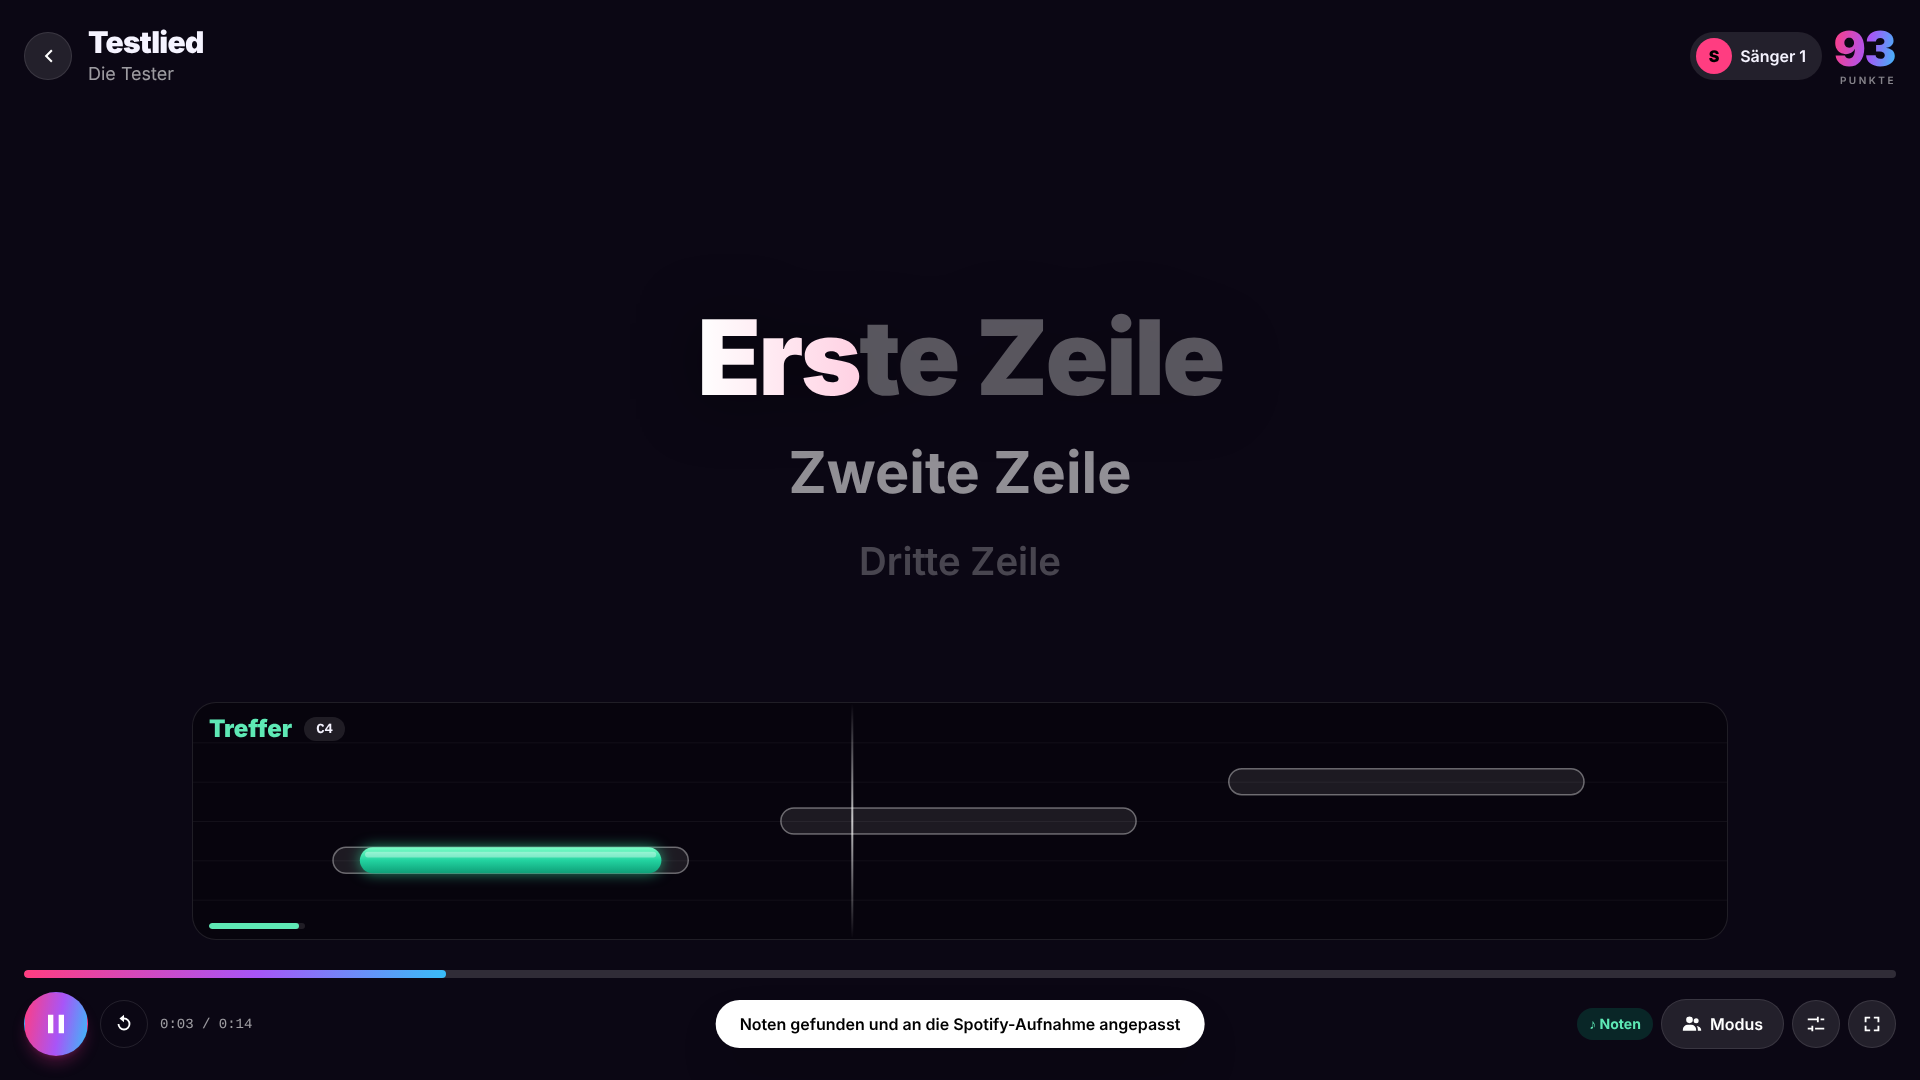 Testlied
Die Tester
S
Sänger 1
93
PUNKTE
Erste Zeile
Zweite Zeile
Dritte Zeile
Treffer
C4
0:03 / 0:14
Noten gefunden und an die Spotify-Aufnahme angepasst
♪ Noten
Modus